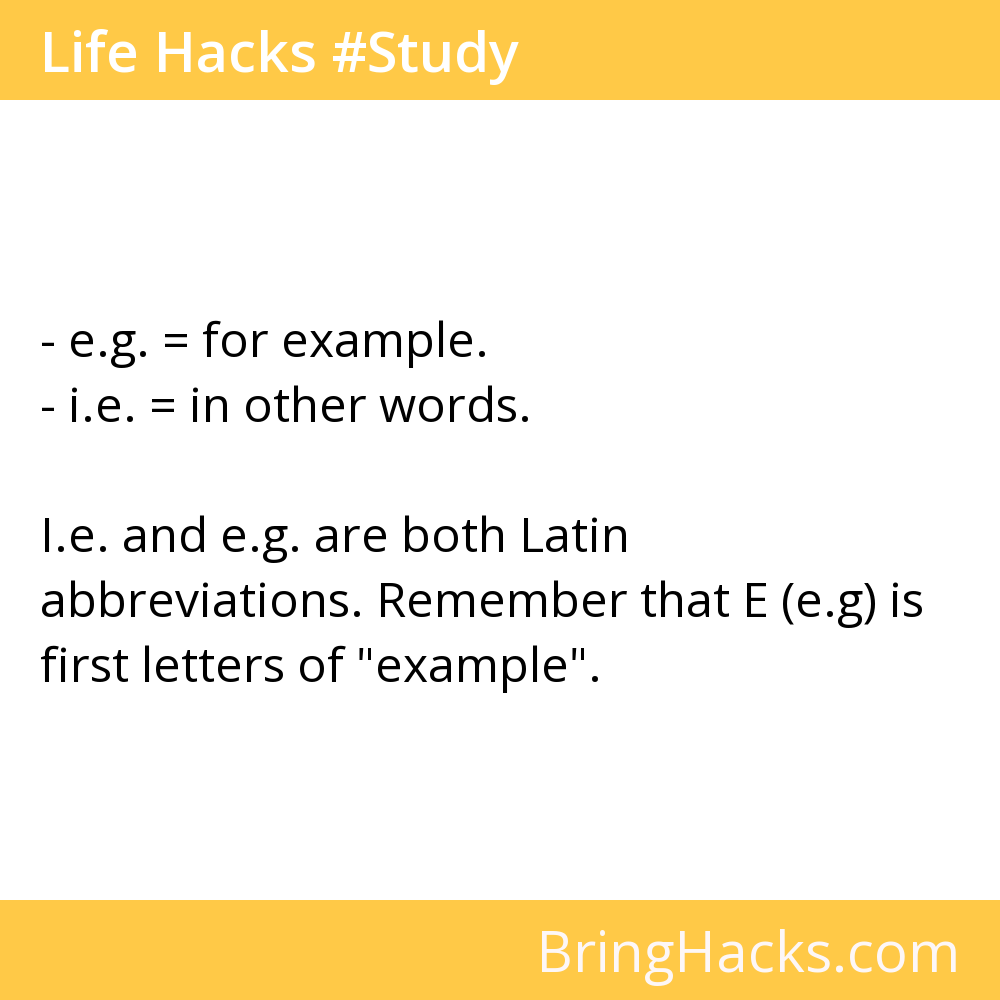 Life Hacks #Study
- e.g. = for example.
- i.e. = in other words.
I.e. and e.g. are both Latin
abbreviations. Remember that E (e.g) is
first letters of "example".
BringHacks.com